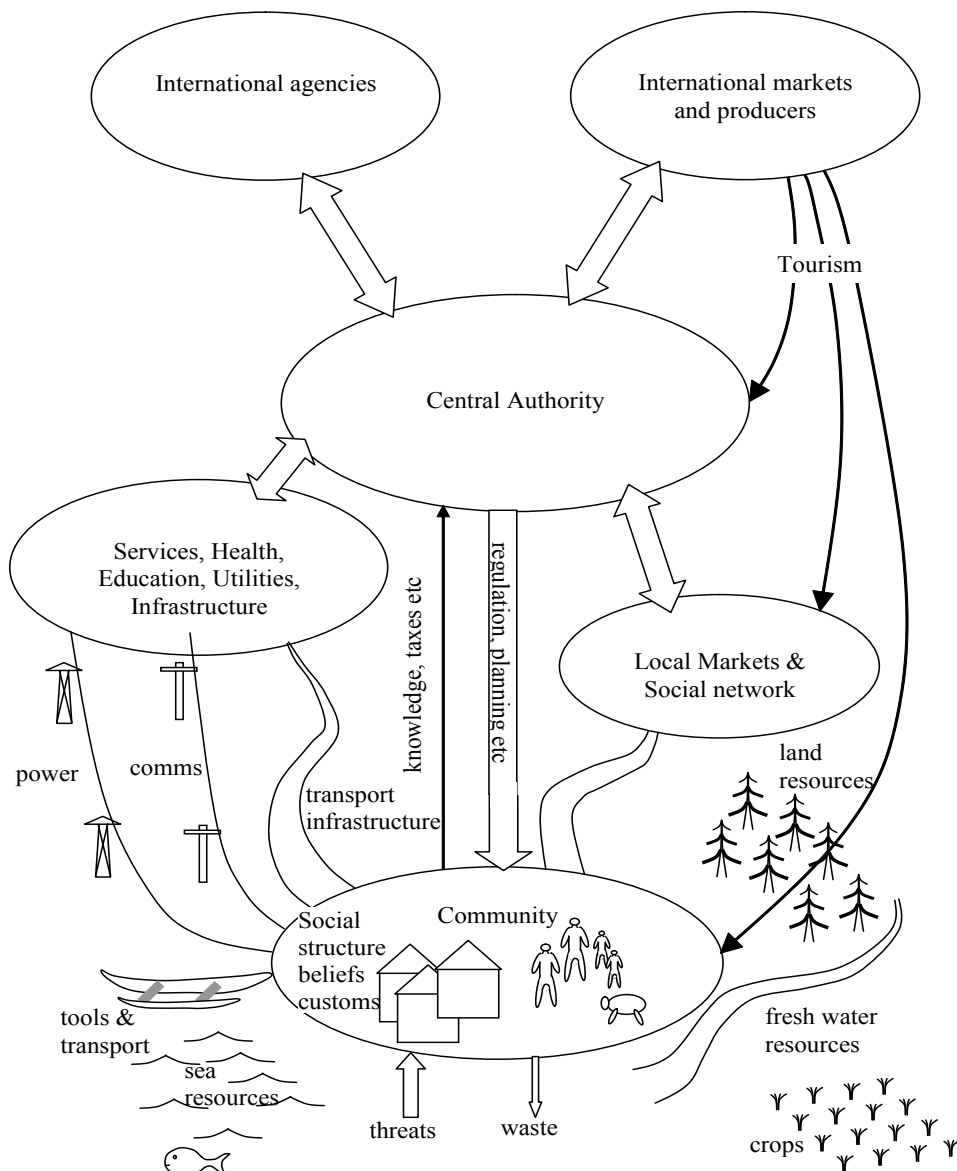 International agencies
International markets
and producers
Tourism
Central Authority
Services, Health,
Education, Utilities,
Infrastructure
knowledge, taxes etc
regulation, planning etc
Local Markets &
Social network
power
comms
transport
infrastructure
land
resources
Community
Social
structure
beliefs
customs
tools &
transport
sea
resources
fresh water
resources
threats
waste
crops